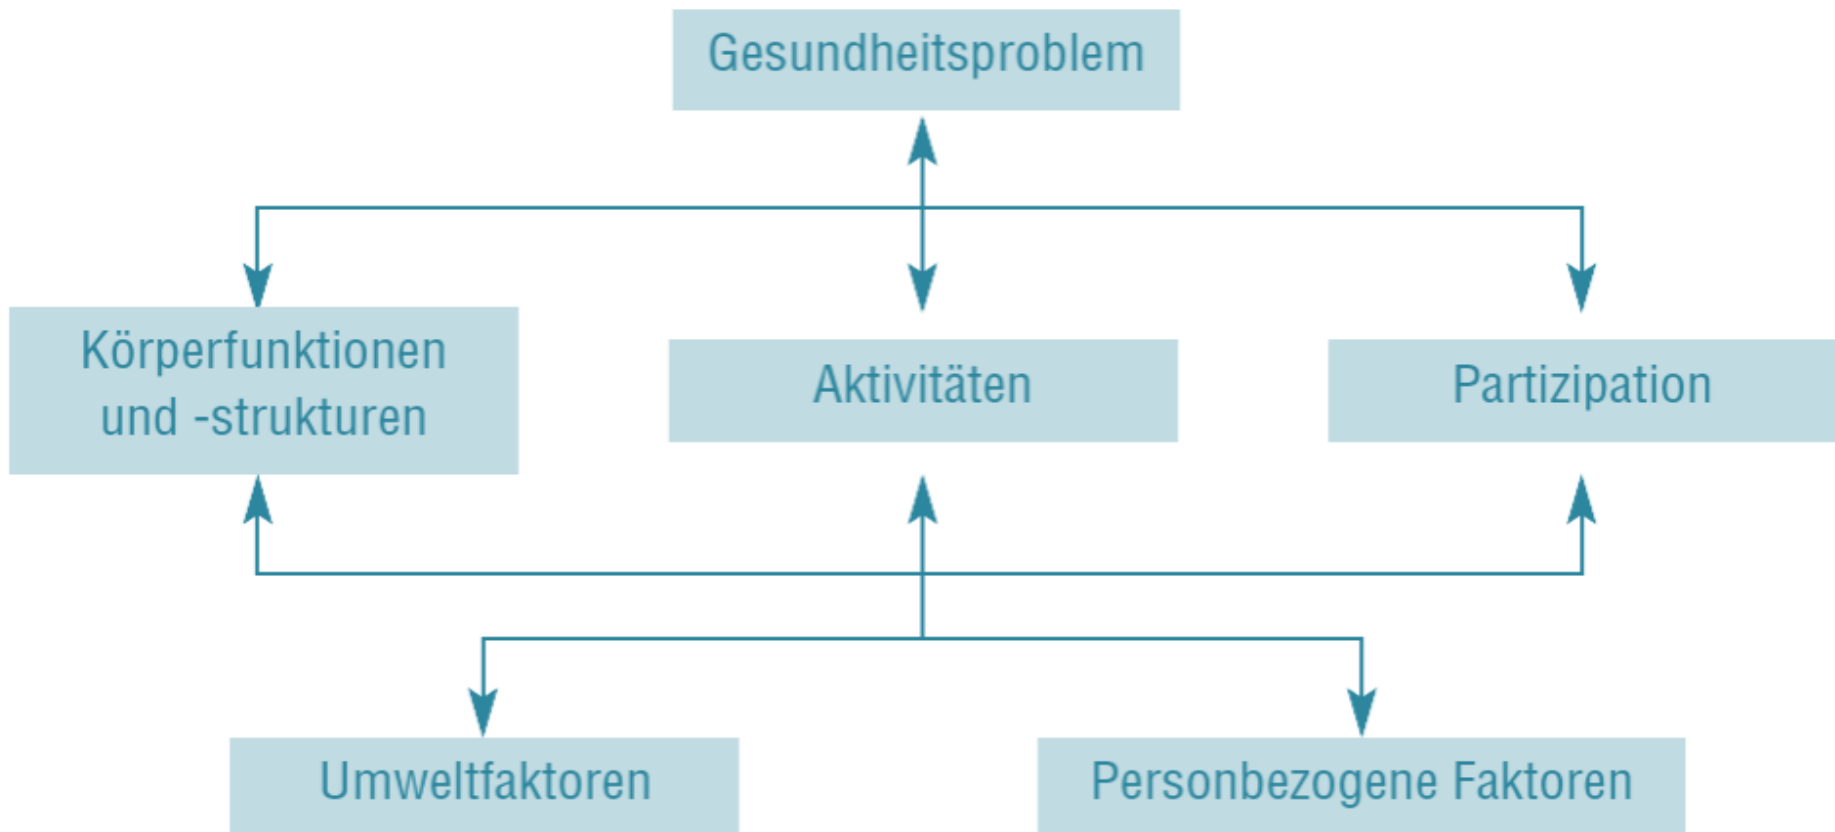 Gesundheitsproblem
Körperfunktionen
und -strukturen
Aktivitäten
Partizipation
Umweltfaktoren
Personbezogene Faktoren